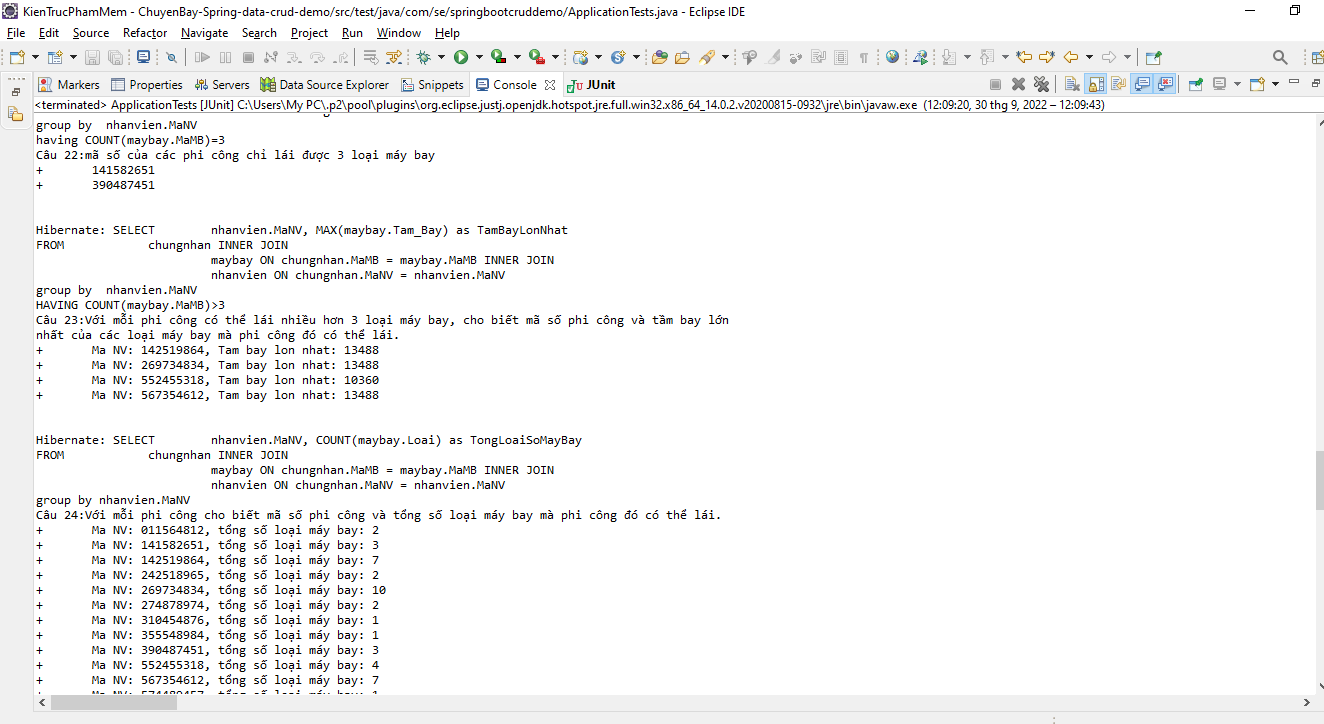 KienTrucPhamMem - ChuyenBay-Spring-data-crud-demo/src/test/java/com/se/springbootcruddemo/ApplicationTests.java - Eclipse IDE
File Edit Source Refactor Navigate Search Project Run Window Help
Markers Properties Servers Data Source Explorer Snippets Console JUnit
<terminated> ApplicationTests [JUnit] C:\Users\My PC\.p2\pool\plugins\org.eclipse.justj.openjdk.hotspot.jre.full.win32.x86_64_14.0.2.v20200815-0932\jre\bin\javaw.exe (12:09:20, 30 thg 9, 2022 – 12:09:43)
group by  nhanvien.MaNV
having COUNT(maybay.MaMB)=3
Câu 22:mã số của các phi công chỉ lái được 3 loại máy bay
+       141582651
+       390487451
Hibernate: SELECT        nhanvien.MaNV, MAX(maybay.Tam_Bay) as TamBayLonNhat
FROM            chungnhan INNER JOIN
                         maybay ON chungnhan.MaMB = maybay.MaMB INNER JOIN
                         nhanvien ON chungnhan.MaNV = nhanvien.MaNV
group by  nhanvien.MaNV
HAVING COUNT(maybay.MaMB)>3
Câu 23:Với mỗi phi công có thể lái nhiều hơn 3 loại máy bay, cho biết mã số phi công và tầm bay lớn
nhất của các loại máy bay mà phi công đó có thể lái.
+       Ma NV: 142519864, Tam bay lon nhat: 13488
+       Ma NV: 269734834, Tam bay lon nhat: 13488
+       Ma NV: 552455318, Tam bay lon nhat: 10360
+       Ma NV: 567354612, Tam bay lon nhat: 13488
Hibernate: SELECT        nhanvien.MaNV, COUNT(maybay.Loai) as TongLoaiSoMayBay
FROM            chungnhan INNER JOIN
                         maybay ON chungnhan.MaMB = maybay.MaMB INNER JOIN
                         nhanvien ON chungnhan.MaNV = nhanvien.MaNV
group by nhanvien.MaNV
Câu 24:Với mỗi phi công cho biết mã số phi công và tổng số loại máy bay mà phi công đó có thể lái.
+       Ma NV: 011564812, tổng số loại máy bay: 2
+       Ma NV: 141582651, tổng số loại máy bay: 3
+       Ma NV: 142519864, tổng số loại máy bay: 7
+       Ma NV: 242518965, tổng số loại máy bay: 2
+       Ma NV: 269734834, tổng số loại máy bay: 10
+       Ma NV: 274878974, tổng số loại máy bay: 2
+       Ma NV: 310454876, tổng số loại máy bay: 1
+       Ma NV: 355548984, tổng số loại máy bay: 1
+       Ma NV: 390487451, tổng số loại máy bay: 3
+       Ma NV: 552455318, tổng số loại máy bay: 4
+       Ma NV: 567354612, tổng số loại máy bay: 7